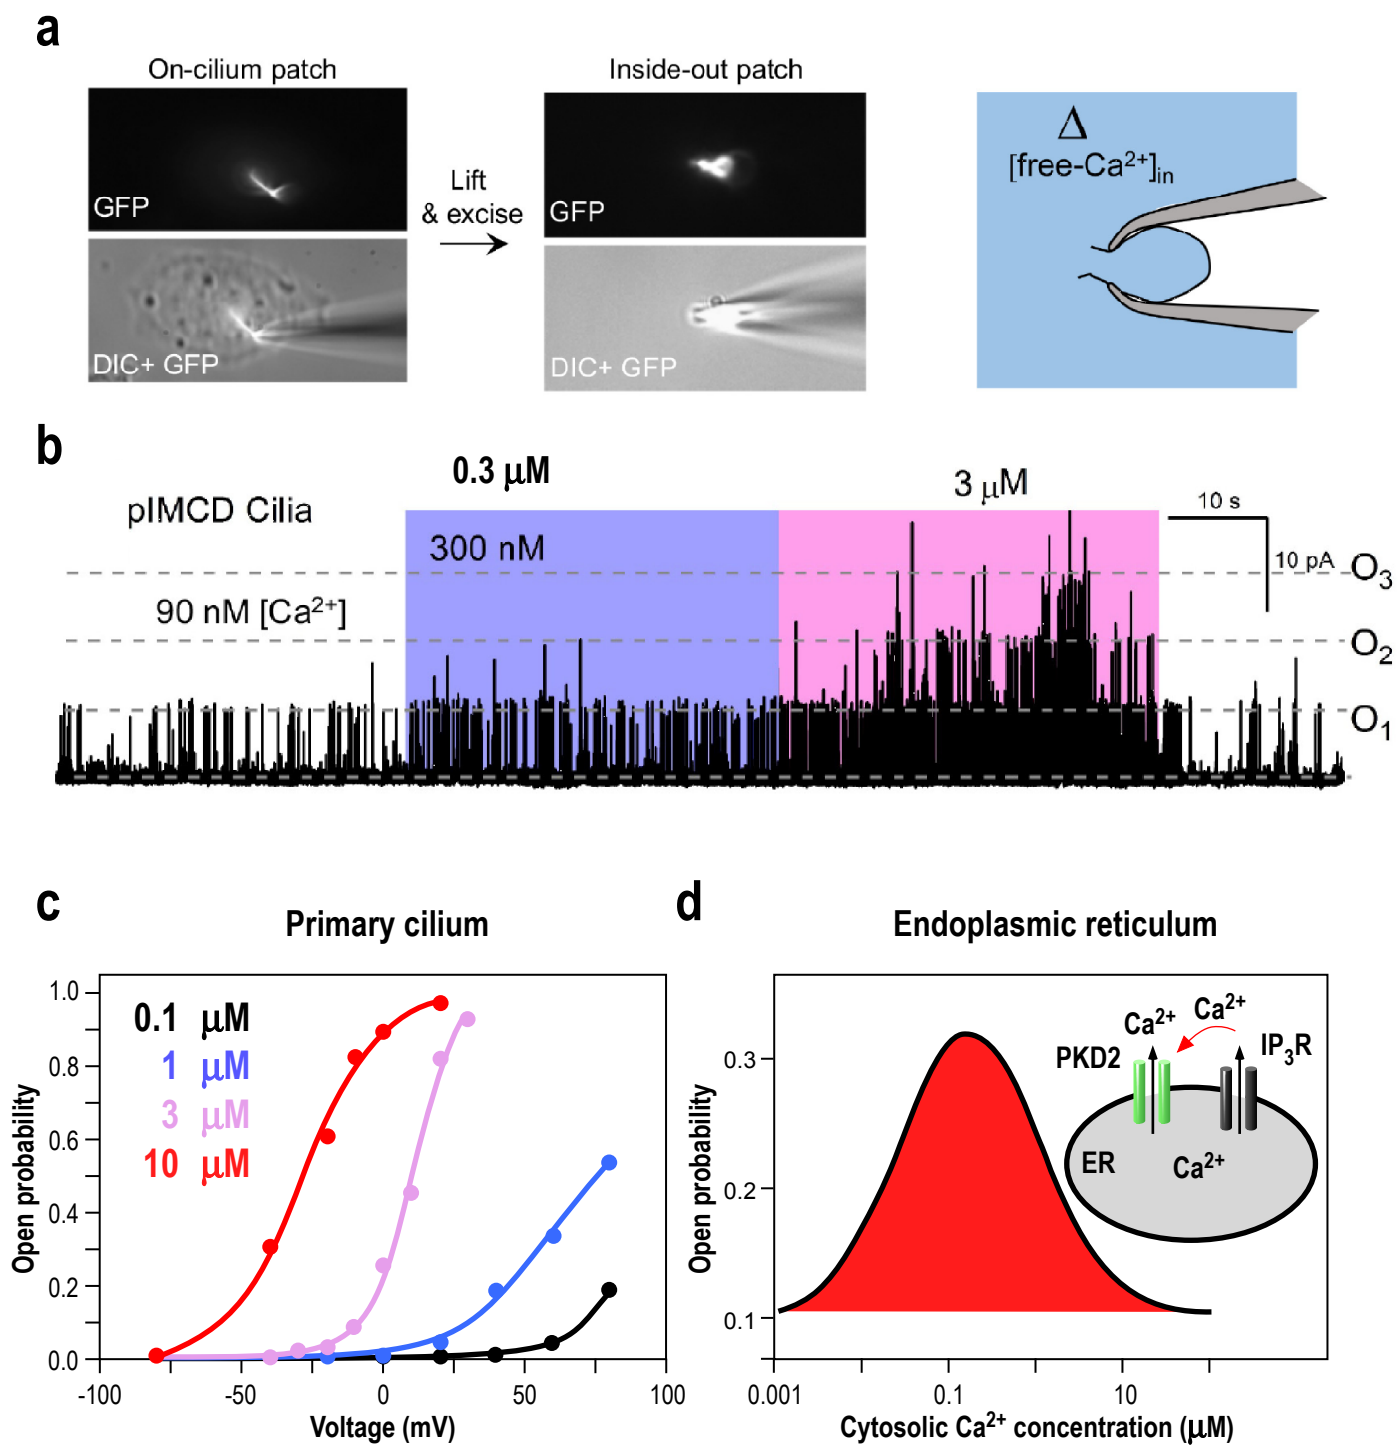 a
On-cilium patch
Inside-out patch
GFP
DIC+ GFP
Lift
& excise
GFP
DIC+ GFP
Δ
[free-Ca²⁺]in
b
pIMCD Cilia
0.3 μM
3 μM
300 nM
90 nM [Ca²⁺]
10 s
10 pA
O₃
O₂
O₁
c
Primary cilium
Open probability
1.0
0.8
0.6
0.4
0.2
0.0
0.1 μM
1 μM
3 μM
10 μM
-100
-50
0
50
100
Voltage (mV)
d
Endoplasmic reticulum
Open probability
0.3
0.2
0.1
Ca²⁺
Ca²⁺
PKD2
IP₃R
ER
Ca²⁺
0.001
0.1
10
Cytosolic Ca²⁺ concentration (μM)